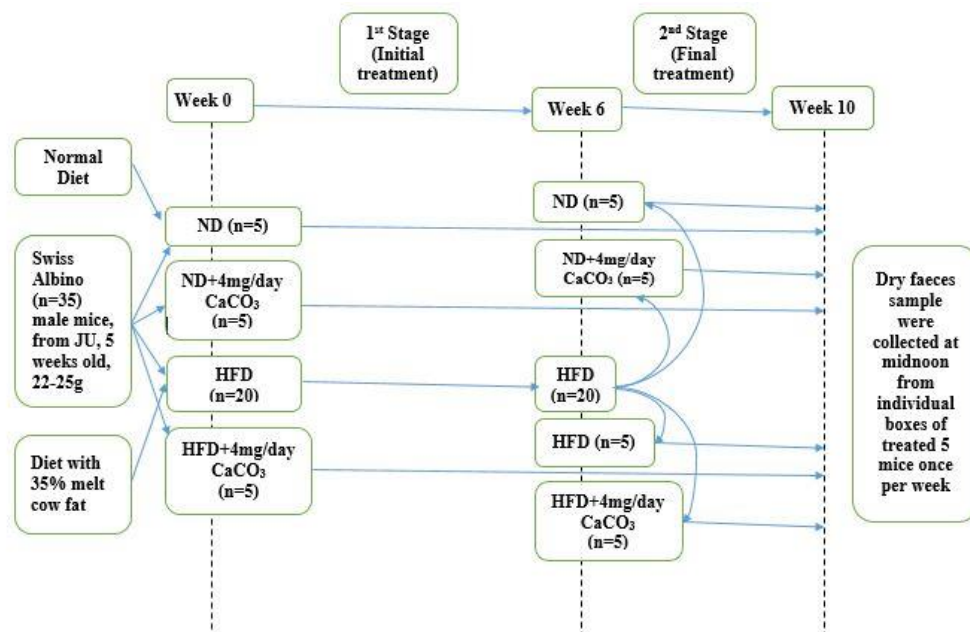 1st Stage
(Initial
treatment)
2nd Stage
(Final
treatment)
Week 0
Week 6
Week 10
Normal
Diet
Swiss
Albino
(n=35)
male mice,
from JU, 5
weeks old,
22-25g
Diet with
35% melt
cow fat
ND (n=5)
ND+4mg/day
CaCO3
(n=5)
HFD
(n=20)
HFD+4mg/day
CaCO3
(n=5)
ND (n=5)
ND+4mg/day
CaCO3 (n=5)
HFD
(n=20)
HFD (n=5)
HFD+4mg/day
CaCO3
(n=5)
Dry faeces
sample
were
collected at
midnoon
from
individual
boxes of
treated 5
mice once
per week